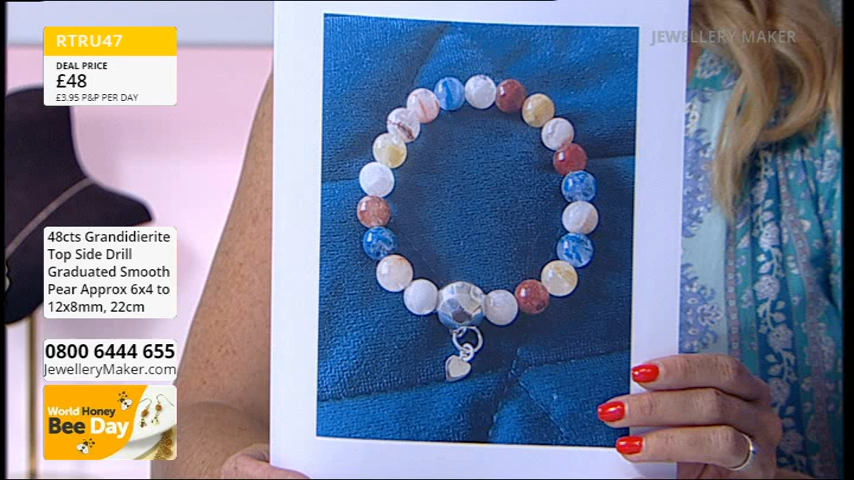 RTRU47
DEAL PRICE
£48
£3.95 P&P PER DAY
JEWELLERY MAKER
48cts Grandidierite
Top Side Drill
Graduated Smooth
Pear Approx 6x4 to
12x8mm, 22cm
0800 6444 655
JewelleryMaker.com
World Honey
Bee Day